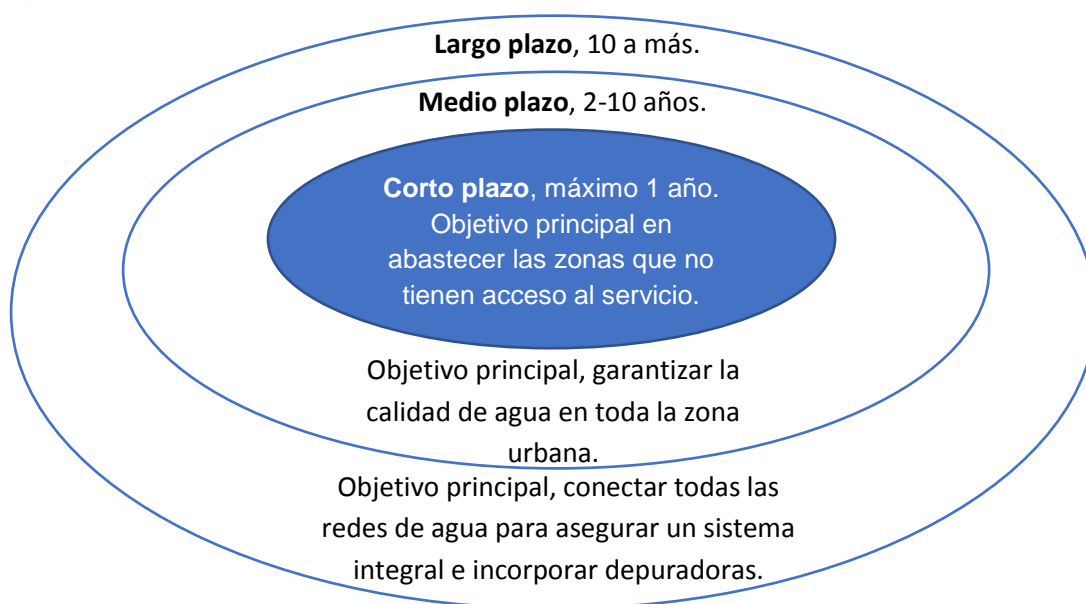 Largo plazo, 10 a más.
Medio plazo, 2-10 años.
Corto plazo, máximo 1 año.
Objetivo principal en
abastecer las zonas que no
tienen acceso al servicio.
Objetivo principal, garantizar la
calidad de agua en toda la zona
urbana.
Objetivo principal, conectar todas las
redes de agua para asegurar un sistema
integral e incorporar depuradoras.